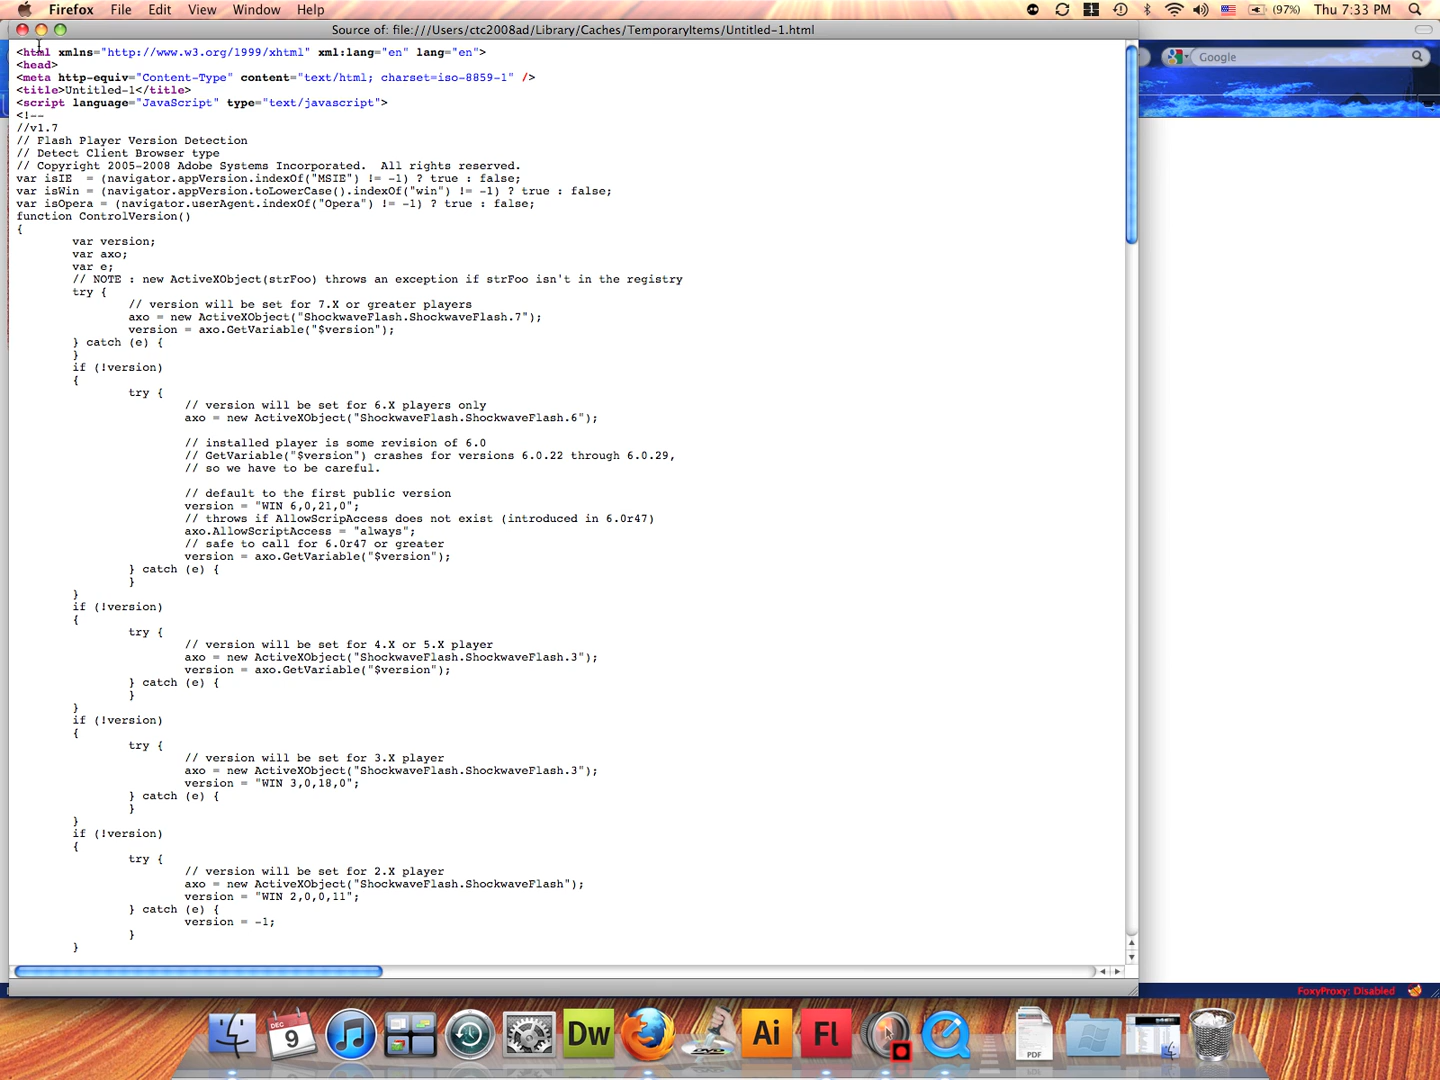 Firefox File Edit View Window Help (97%) Thu 7:33 PM
Source of: file:///Users/ctc2008ad/Library/Caches/TemporaryItems/Untitled-1.html
Google
<html xmlns="http://www.w3.org/1999/xhtml" xml:lang="en" lang="en">
<head>
<meta http-equiv="Content-Type" content="text/html; charset=iso-8859-1" />
<title>Untitled-1</title>
<script language="JavaScript" type="text/javascript">
<!--
//v1.7
// Flash Player Version Detection
// Detect Client Browser type
// Copyright 2005-2008 Adobe Systems Incorporated.  All rights reserved.
var isIE  = (navigator.appVersion.indexOf("MSIE") != -1) ? true : false;
var isWin = (navigator.appVersion.toLowerCase().indexOf("win") != -1) ? true : false;
var isOpera = (navigator.userAgent.indexOf("Opera") != -1) ? true : false;
function ControlVersion()
{
var version;
var axo;
var e;
// NOTE : new ActiveXObject(strFoo) throws an exception if strFoo isn't in the registry
try {
// version will be set for 7.X or greater players
axo = new ActiveXObject("ShockwaveFlash.ShockwaveFlash.7");
version = axo.GetVariable("$version");
} catch (e) {
}
if (!version)
{
try {
// version will be set for 6.X players only
axo = new ActiveXObject("ShockwaveFlash.ShockwaveFlash.6");
// installed player is some revision of 6.0
// GetVariable("$version") crashes for versions 6.0.22 through 6.0.29,
// so we have to be careful.
// default to the first public version
version = "WIN 6,0,21,0";
// throws if AllowScripAccess does not exist (introduced in 6.0r47)
axo.AllowScriptAccess = "always";
// safe to call for 6.0r47 or greater
version = axo.GetVariable("$version");
} catch (e) {
}
}
if (!version)
{
try {
// version will be set for 4.X or 5.X player
axo = new ActiveXObject("ShockwaveFlash.ShockwaveFlash.3");
version = axo.GetVariable("$version");
} catch (e) {
}
}
if (!version)
{
try {
// version will be set for 3.X player
axo = new ActiveXObject("ShockwaveFlash.ShockwaveFlash.3");
version = "WIN 3,0,18,0";
} catch (e) {
}
}
if (!version)
{
try {
// version will be set for 2.X player
axo = new ActiveXObject("ShockwaveFlash.ShockwaveFlash");
version = "WIN 2,0,0,11";
} catch (e) {
version = -1;
}
}
FoxyProxy: Disabled
DEC
9
Dw
DVD
Ai
Fl
PDF